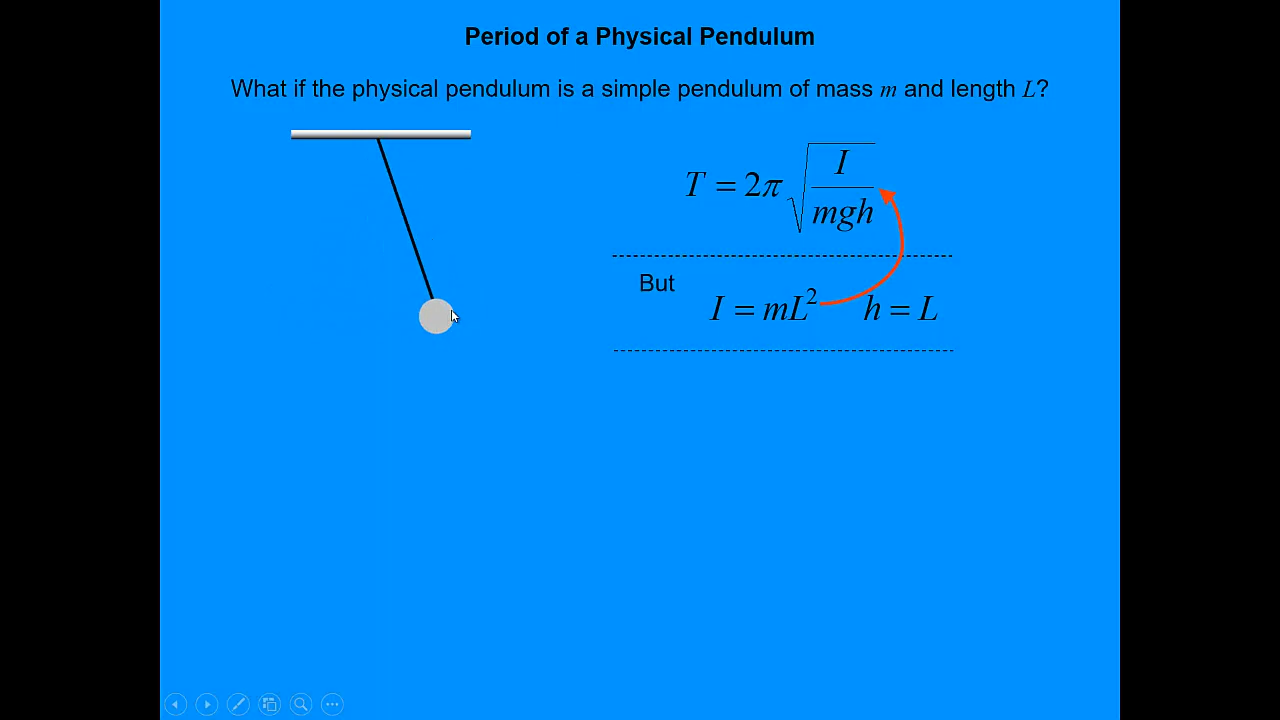 Period of a Physical Pendulum
What if the physical pendulum is a simple pendulum of mass m and length L?
T = 2π√(I/mgh)
But
I = mL² h = L